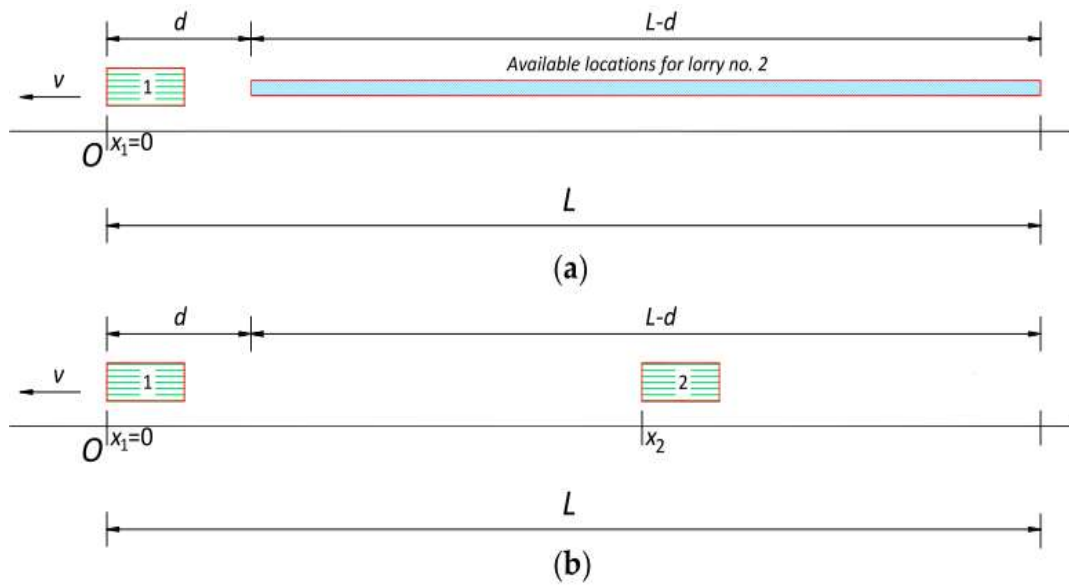 d L-d
Available locations for lorry no. 2
v 1
O x₁=0
L
(a)
d L-d
v 1 2
O x₁=0 x₂
L
(b)